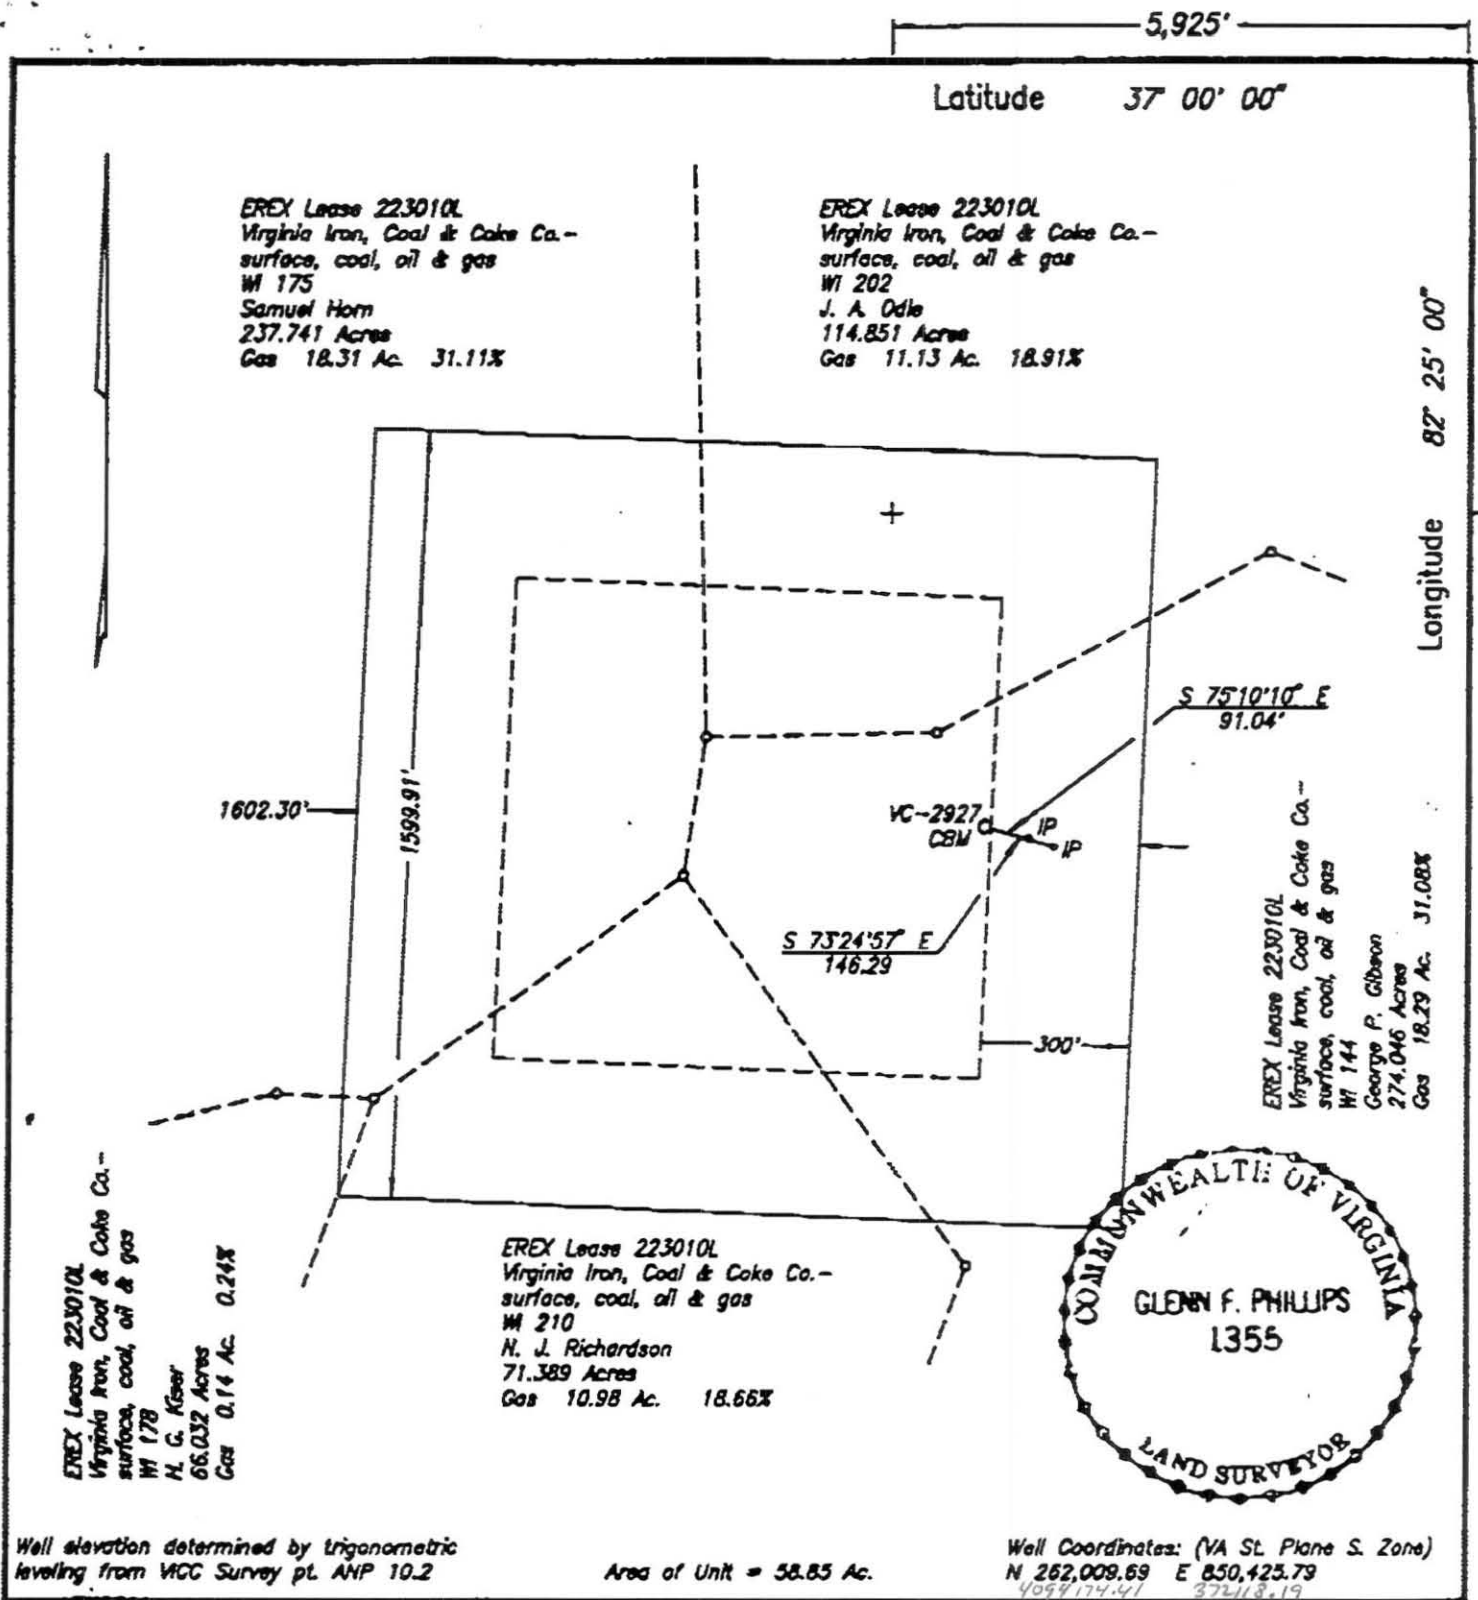 5,925'
Latitude 37° 00' 00"
EREX Lease 223010L
Virginia Iron, Coal & Coke Co.-
surface, coal, oil & gas
WI 175
Samuel Horn
237.741 Acres
Gas 18.31 Ac. 31.11%
EREX Lease 223010L
Virginia Iron, Coal & Coke Co.-
surface, coal, oil & gas
WI 202
J. A. Odle
114.851 Acres
Gas 11.13 Ac. 18.91%
Longitude 82° 25' 00"
S 75°10'10" E
91.04'
1602.30'
1599.91'
VC-2927
CBM
IP
IP
S 73°24'57" E
146.29
300'
EREX Lease 223010L
Virginia Iron, Coal & Coke Co.-
surface, coal, oil & gas
WI 144
George P. Gibson
274.046 Acres
Gas 18.29 Ac. 31.08%
EREX Lease 223010L
Virginia Iron, Coal & Coke Co.-
surface, coal, oil & gas
WI 178
H. G. Kiser
66.032 Acres
Gas 0.14 Ac. 0.24%
EREX Lease 223010L
Virginia Iron, Coal & Coke Co.-
surface, coal, oil & gas
WI 210
N. J. Richardson
71.389 Acres
Gas 10.98 Ac. 18.66%
COMMONWEALTH OF VIRGINIA
GLENN F. PHILLIPS
1355
LAND SURVEYOR
Well elevation determined by trigonometric
leveling from VICC Survey pt. ANP 10.2
Area of Unit = 58.85 Ac.
Well Coordinates: (VA St. Plane S. Zone)
N 262,009.69 E 850,425.79
4094174.41 372118.19